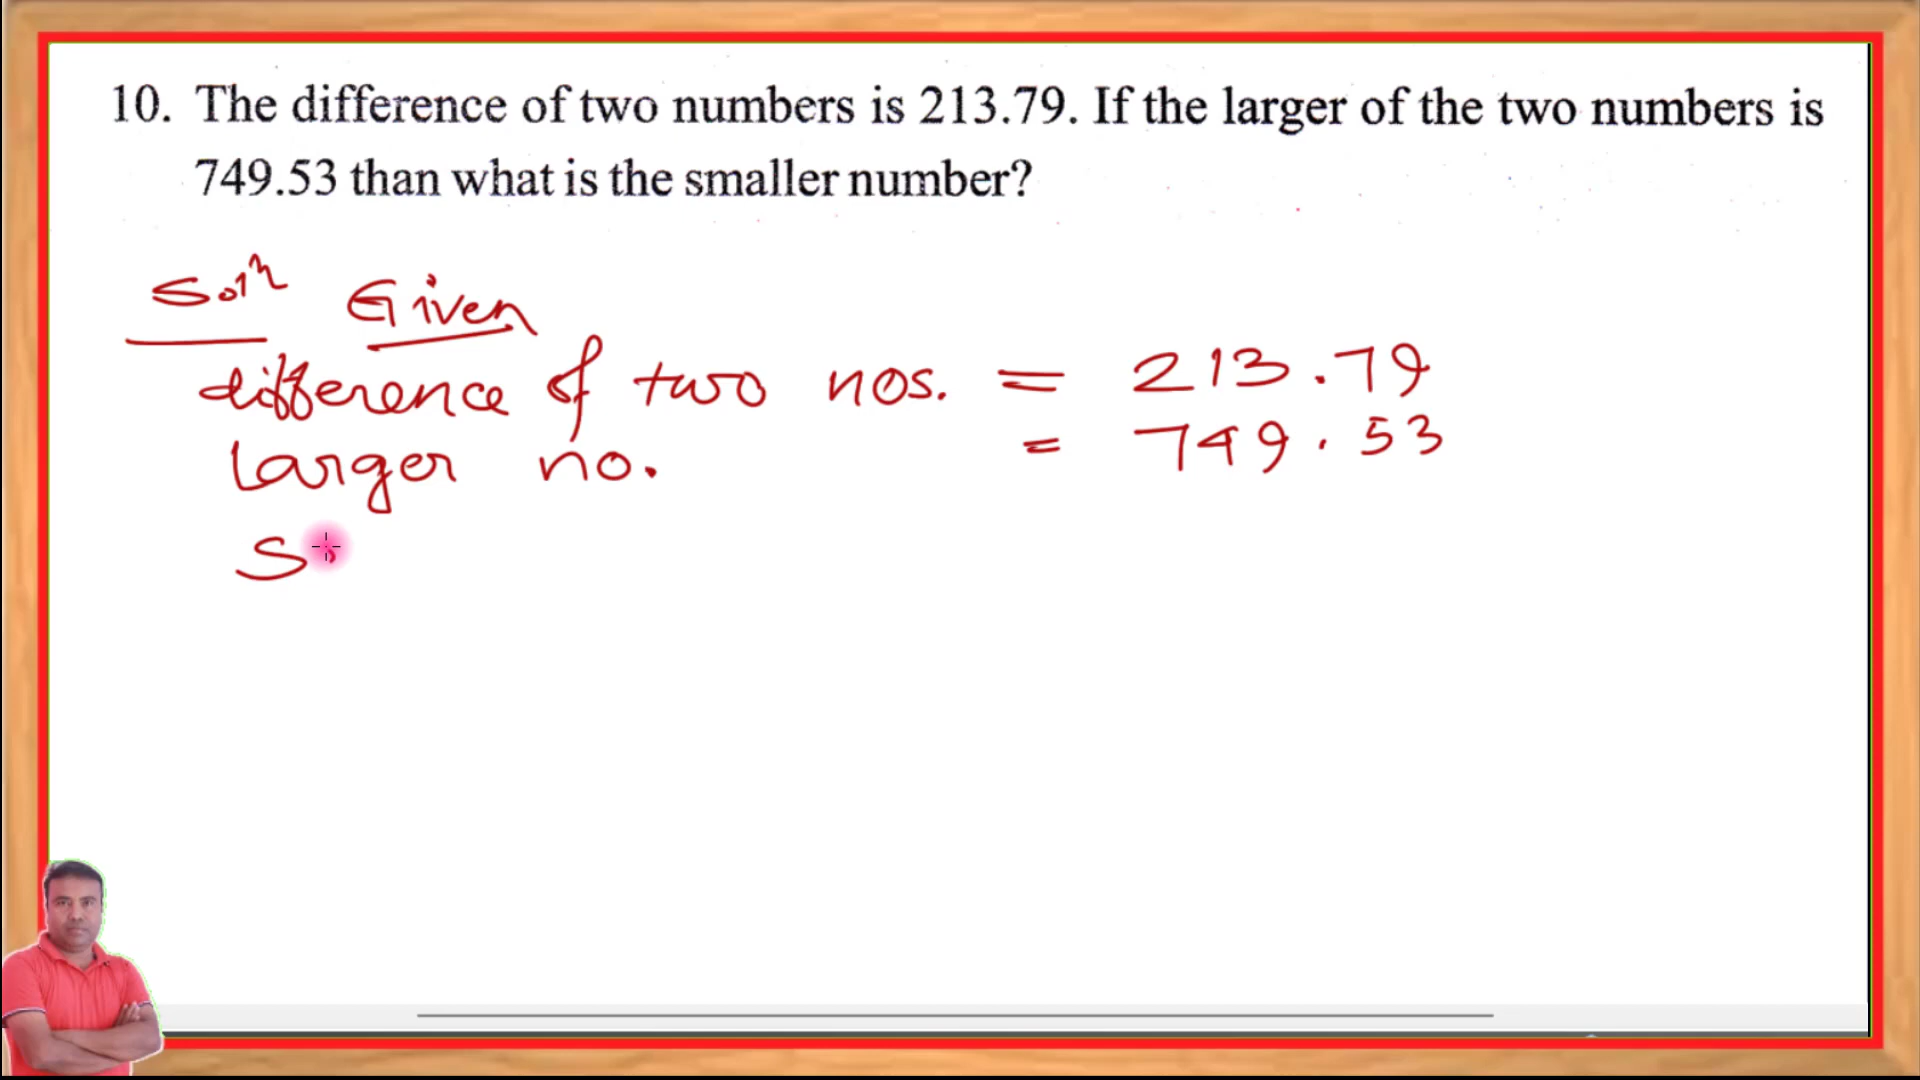 10. The difference of two numbers is 213.79. If the larger of the two numbers is
749.53 than what is the smaller number?
Solⁿ Given
difference of two nos. = 213.79
larger no. = 749.53
S